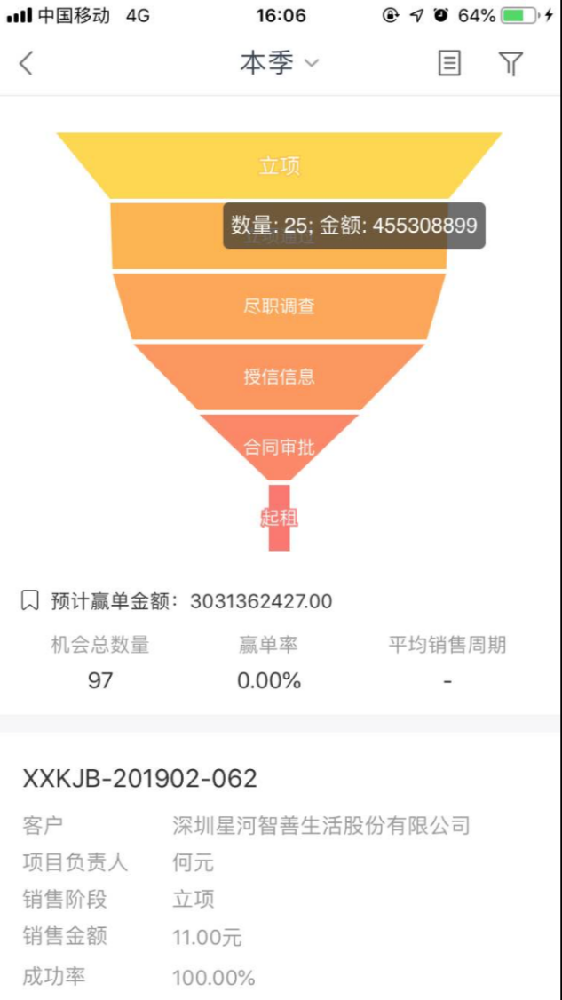 中国移动 4G 16:06 64%
本季
立项
数量: 25; 金额: 455308899
立项通过
尽职调查
授信信息
合同审批
起租
预计赢单金额：3031362427.00
机会总数量 赢单率 平均销售周期
97 0.00% -
XXKJB-201902-062
客户 深圳星河智善生活股份有限公司
项目负责人 何元
销售阶段 立项
销售金额 11.00元
成功率 100.00%